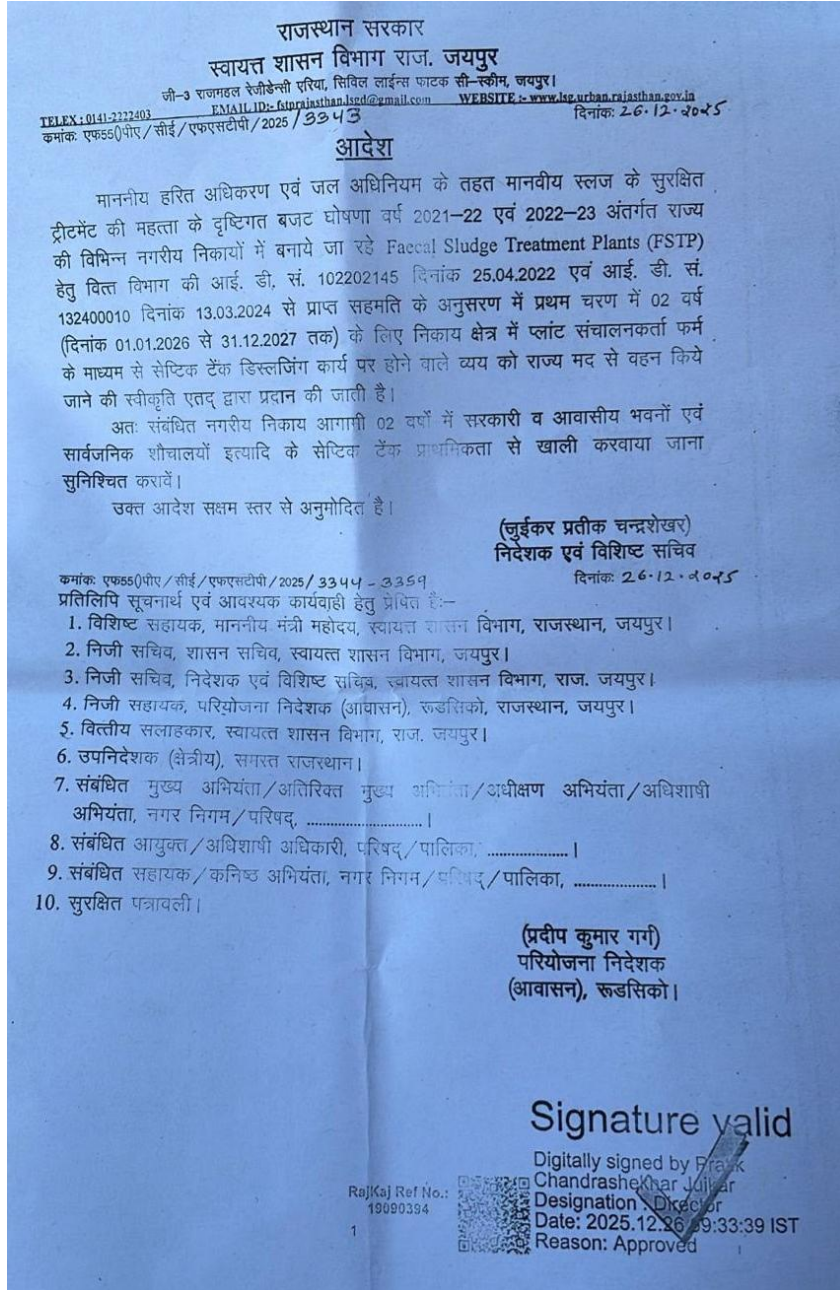 राजस्थान सरकार
स्वायत्त शासन विभाग राज. जयपुर
जी-3 राजमहल रेजीडेन्सी एरिया, सिविल लाईन्स फाटक सी-स्कीम, जयपुर।
TELEX : 0141-2222403 EMAIL ID:- fstprajasthan.lsgd@gmail.com WEBSITE :- www.lsg.urban.rajasthan.gov.in
कमांकः एफ55()पीए/सीई/एफएसटीपी/2025/3343 दिनांकः 26.12.2025
आदेश
माननीय हरित अधिकरण एवं जल अधिनियम के तहत मानवीय स्लज के सुरक्षित
ट्रीटमेंट की महत्ता के दृष्टिगत बजट घोषणा वर्ष 2021-22 एवं 2022-23 अंतर्गत राज्य
की विभिन्न नगरीय निकायों में बनाये जा रहे Faecal Sludge Treatment Plants (FSTP)
हेतु वित्त विभाग की आई. डी. सं. 102202145 दिनांक 25.04.2022 एवं आई. डी. सं.
132400010 दिनांक 13.03.2024 से प्राप्त सहमति के अनुसरण में प्रथम चरण में 02 वर्ष
(दिनांक 01.01.2026 से 31.12.2027 तक) के लिए निकाय क्षेत्र में प्लांट संचालनकर्ता फर्म
के माध्यम से सेप्टिक टेंक डिस्लजिंग कार्य पर होने वाले व्यय को राज्य मद से वहन किये
जाने की स्वीकृति एतद् द्वारा प्रदान की जाती है।
अतः संबंधित नगरीय निकाय आगामी 02 वर्षों में सरकारी व आवासीय भवनों एवं
सार्वजनिक शौचालयों इत्यादि के सेप्टिक टेंक प्राथमिकता से खाली करवाया जाना
सुनिश्चित करावें।
उक्त आदेश सक्षम स्तर से अनुमोदित है।
(जुईकर प्रतीक चन्द्रशेखर)
निदेशक एवं विशिष्ट सचिव
कमांकः एफ55()पीए/सीई/एफएसटीपी/2025/3344-3359 दिनांकः 26.12.2025
प्रतिलिपि सूचनार्थ एवं आवश्यक कार्यवाही हेतु प्रेषित हैः-
1. विशिष्ट सहायक, माननीय मंत्री महोदय, स्वायत्त शासन विभाग, राजस्थान, जयपुर।
2. निजी सचिव, शासन सचिव, स्वायत्त शासन विभाग, जयपुर।
3. निजी सचिव, निदेशक एवं विशिष्ट सचिव, स्वायत्त शासन विभाग, राज. जयपुर।
4. निजी सहायक, परियोजना निदेशक (आवासन), रूडसिको, राजस्थान, जयपुर।
5. वित्तीय सलाहकार, स्वायत्त शासन विभाग, राज. जयपुर।
6. उपनिदेशक (क्षेत्रीय), समस्त राजस्थान।
7. संबंधित मुख्य अभियंता/अतिरिक्त मुख्य अभियंता/अधीक्षण अभियंता/अधिशाषी
अभियंता, नगर निगम/परिषद्, ............................।
8. संबंधित आयुक्त/अधिशाषी अधिकारी, परिषद्/पालिका, ....................।
9. संबंधित सहायक/कनिष्ठ अभियंता, नगर निगम/परिषद्/पालिका, ....................।
10. सुरक्षित पत्रावली।
(प्रदीप कुमार गर्ग)
परियोजना निदेशक
(आवासन), रूडसिको।
Signature valid
Digitally signed by Pratik
Chandrashekhar Juikar
Designation : Director
Date: 2025.12.26 09:33:39 IST
Reason: Approved
RajKaj Ref No.:
19090394
1